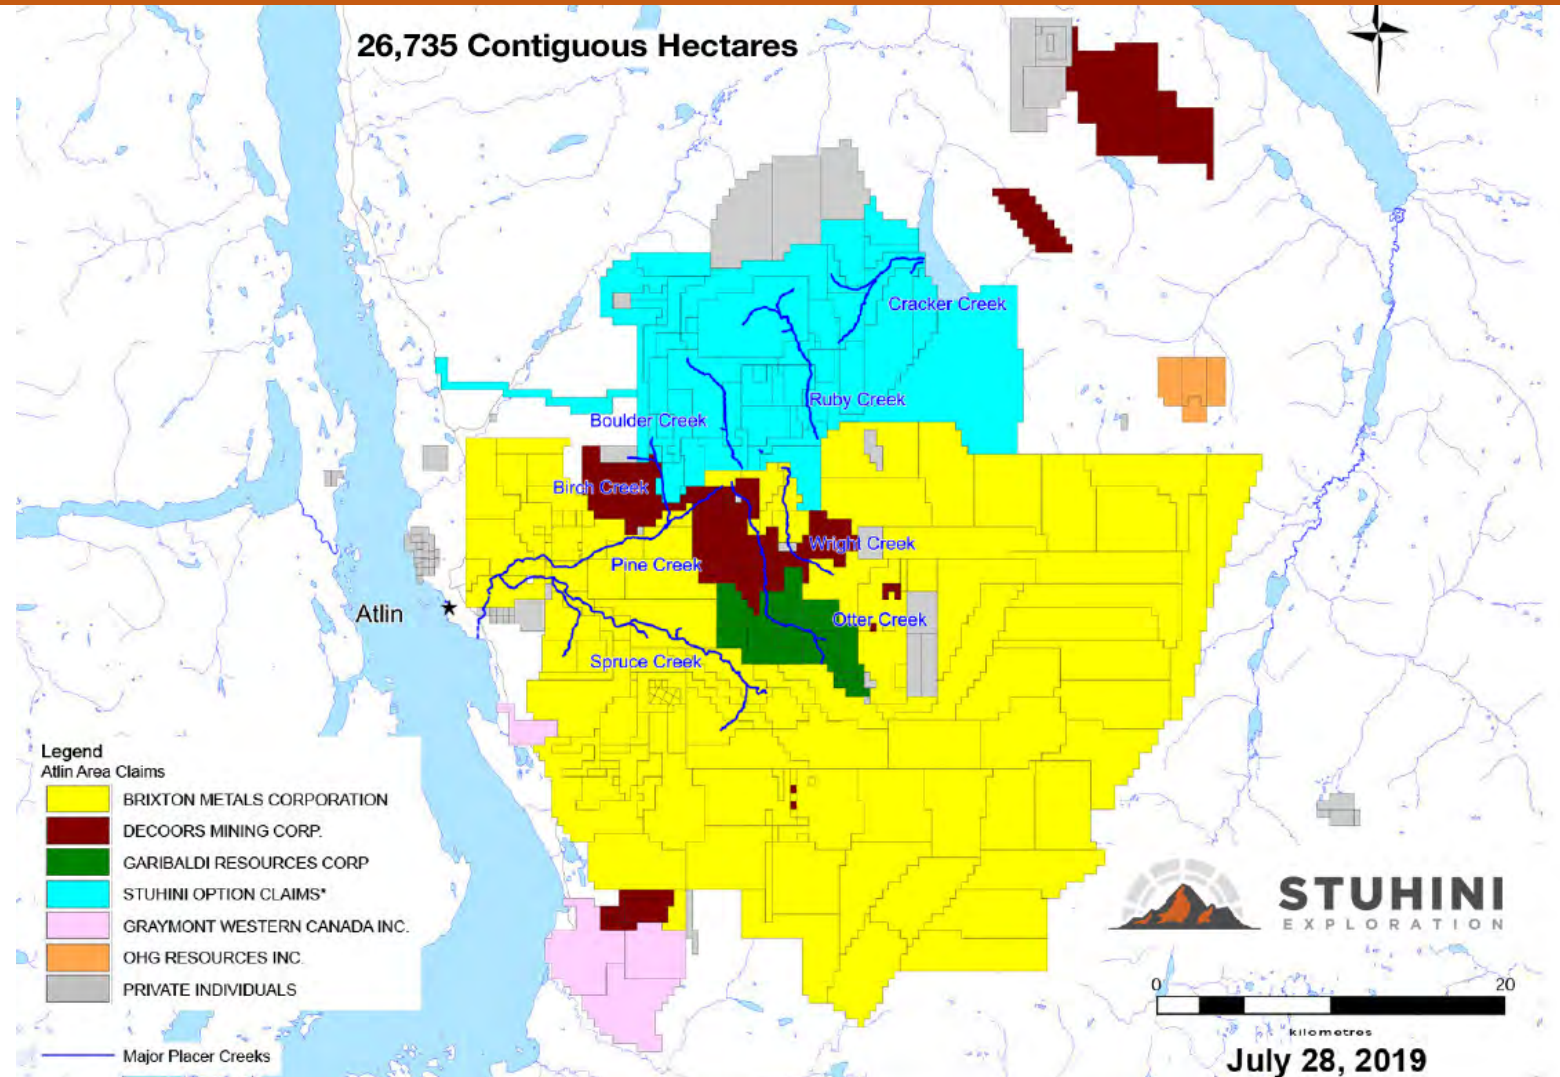 26,735 Contiguous Hectares
Cracker Creek
Ruby Creek
Boulder Creek
Birch Creek
Wright Creek
Pine Creek
Atlin
Otter Creek
Spruce Creek
Legend
Atlin Area Claims
BRIXTON METALS CORPORATION
DECOORS MINING CORP.
GARIBALDI RESOURCES CORP
STUHINI OPTION CLAIMS*
GRAYMONT WESTERN CANADA INC.
OHG RESOURCES INC.
PRIVATE INDIVIDUALS
Major Placer Creeks
STUHINI
EXPLORATION
0 20
kilometres
July 28, 2019